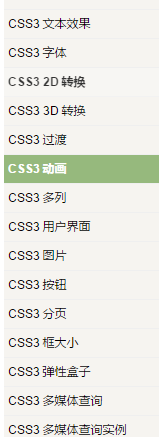 CSS3 文本效果
CSS3 字体
CSS3 2D 转换
CSS3 3D 转换
CSS3 过渡
CSS3 动画
CSS3 多列
CSS3 用户界面
CSS3 图片
CSS3 按钮
CSS3 分页
CSS3 框大小
CSS3 弹性盒子
CSS3 多媒体查询
CSS3 多媒体查询实例